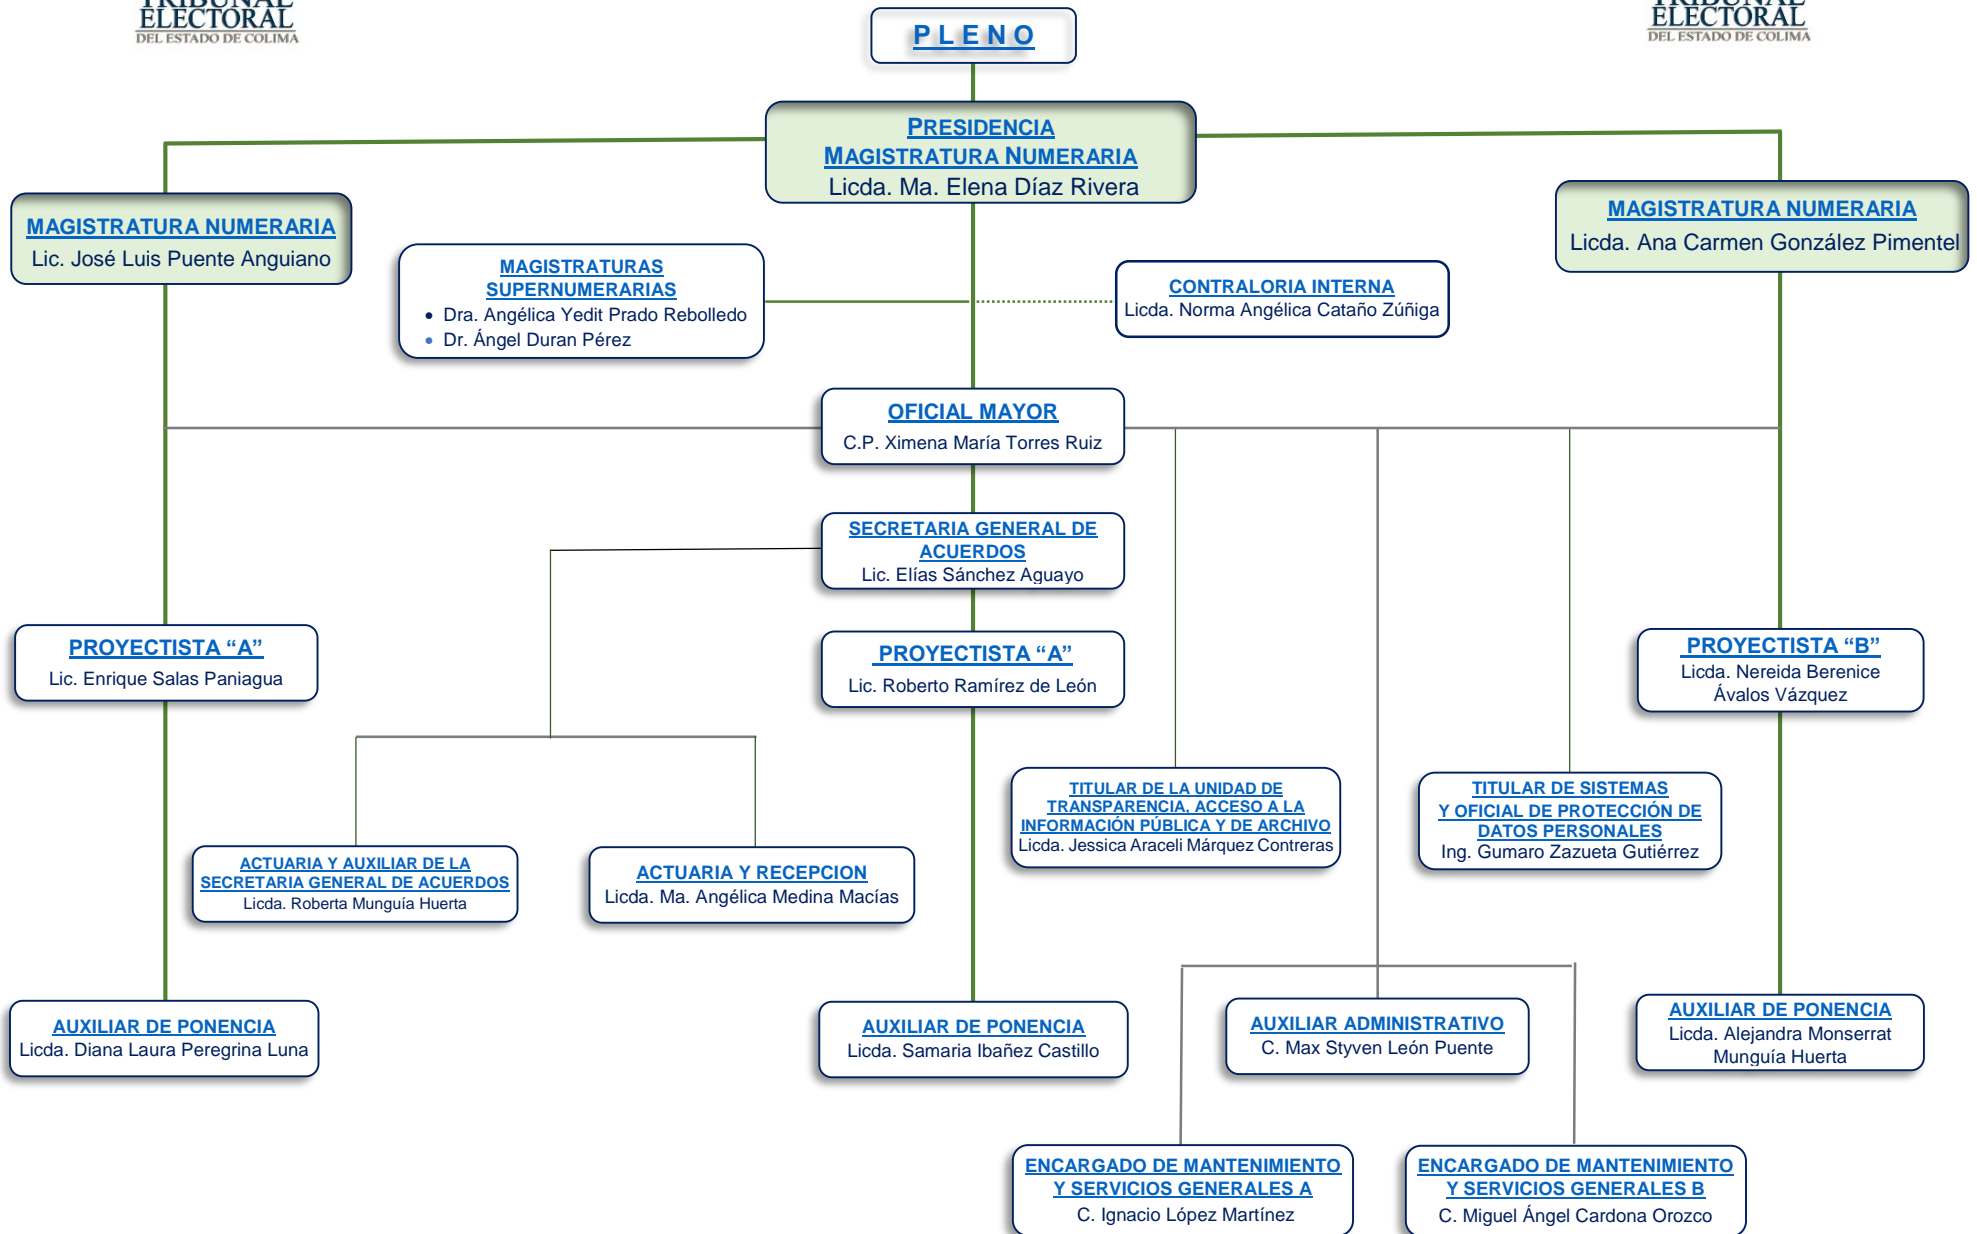 TRIBUNAL
ELECTORAL
DEL ESTADO DE COLIMA
TRIBUNAL
ELECTORAL
DEL ESTADO DE COLIMA
P L E N O
PRESIDENCIA
MAGISTRATURA NUMERARIA
Licda. Ma. Elena Díaz Rivera
MAGISTRATURA NUMERARIA
Lic. José Luis Puente Anguiano
MAGISTRATURA NUMERARIA
Licda. Ana Carmen González Pimentel
MAGISTRATURAS
SUPERNUMERARIAS
• Dra. Angélica Yedit Prado Rebolledo
• Dr. Ángel Duran Pérez
CONTRALORIA INTERNA
Licda. Norma Angélica Cataño Zúñiga
OFICIAL MAYOR
C.P. Ximena María Torres Ruiz
SECRETARIA GENERAL DE
ACUERDOS
Lic. Elías Sánchez Aguayo
PROYECTISTA “A”
Lic. Enrique Salas Paniagua
PROYECTISTA “A”
Lic. Roberto Ramírez de León
PROYECTISTA “B”
Licda. Nereida Berenice
Ávalos Vázquez
TITULAR DE LA UNIDAD DE
TRANSPARENCIA, ACCESO A LA
INFORMACIÓN PÚBLICA Y DE ARCHIVO
Licda. Jessica Araceli Márquez Contreras
TITULAR DE SISTEMAS
Y OFICIAL DE PROTECCIÓN DE
DATOS PERSONALES
Ing. Gumaro Zazueta Gutiérrez
ACTUARIA Y AUXILIAR DE LA
SECRETARIA GENERAL DE ACUERDOS
Licda. Roberta Munguía Huerta
ACTUARIA Y RECEPCION
Licda. Ma. Angélica Medina Macías
AUXILIAR DE PONENCIA
Licda. Diana Laura Peregrina Luna
AUXILIAR DE PONENCIA
Licda. Samaria Ibañez Castillo
AUXILIAR ADMINISTRATIVO
C. Max Styven León Puente
AUXILIAR DE PONENCIA
Licda. Alejandra Monserrat
Munguía Huerta
ENCARGADO DE MANTENIMIENTO
Y SERVICIOS GENERALES A
C. Ignacio López Martínez
ENCARGADO DE MANTENIMIENTO
Y SERVICIOS GENERALES B
C. Miguel Ángel Cardona Orozco